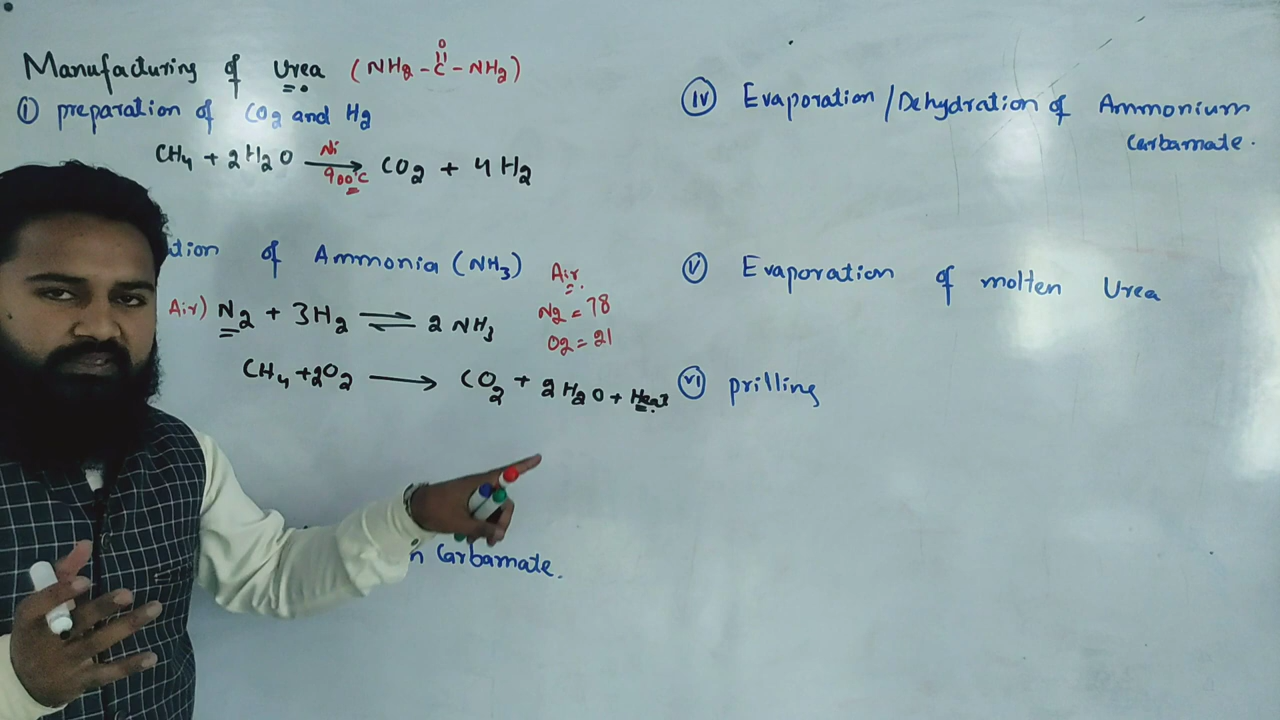 Manufacturing of Urea (NH2 - C - NH2)
O
① preparation of CO2 and H2
CH4 + 2H2O Ni 900°C → CO2 + 4H2
tion of Ammonia (NH3)
Air) N2 + 3H2 ⇌ 2NH3
Air.
N2 = 78
O2 = 21
CH4 + 2O2 → CO2 + 2H2O + Heat
n Carbamate.
iv Evaporation / Dehydration of Ammonium
Carbamate.
v Evaporation of molten Urea
vi prilling